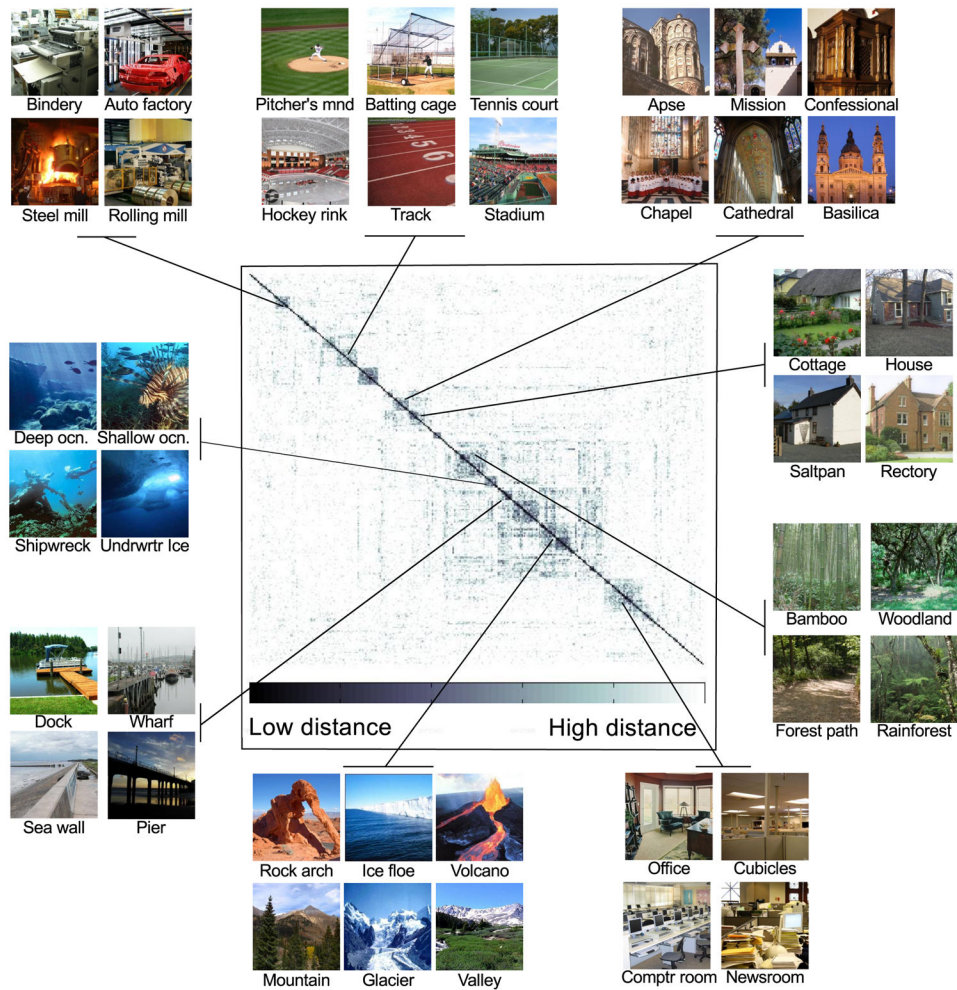 Bindery Auto factory
Steel mill Rolling mill
Pitcher's mnd Batting cage Tennis court
Hockey rink Track Stadium
Apse Mission Confessional
Chapel Cathedral Basilica
Cottage House
Saltpan Rectory
Deep ocn. Shallow ocn.
Shipwreck Undrwrtr Ice
Bamboo Woodland
Forest path Rainforest
Dock Wharf
Sea wall Pier
Low distance High distance
Rock arch Ice floe Volcano
Mountain Glacier Valley
Office Cubicles
Comptr room Newsroom